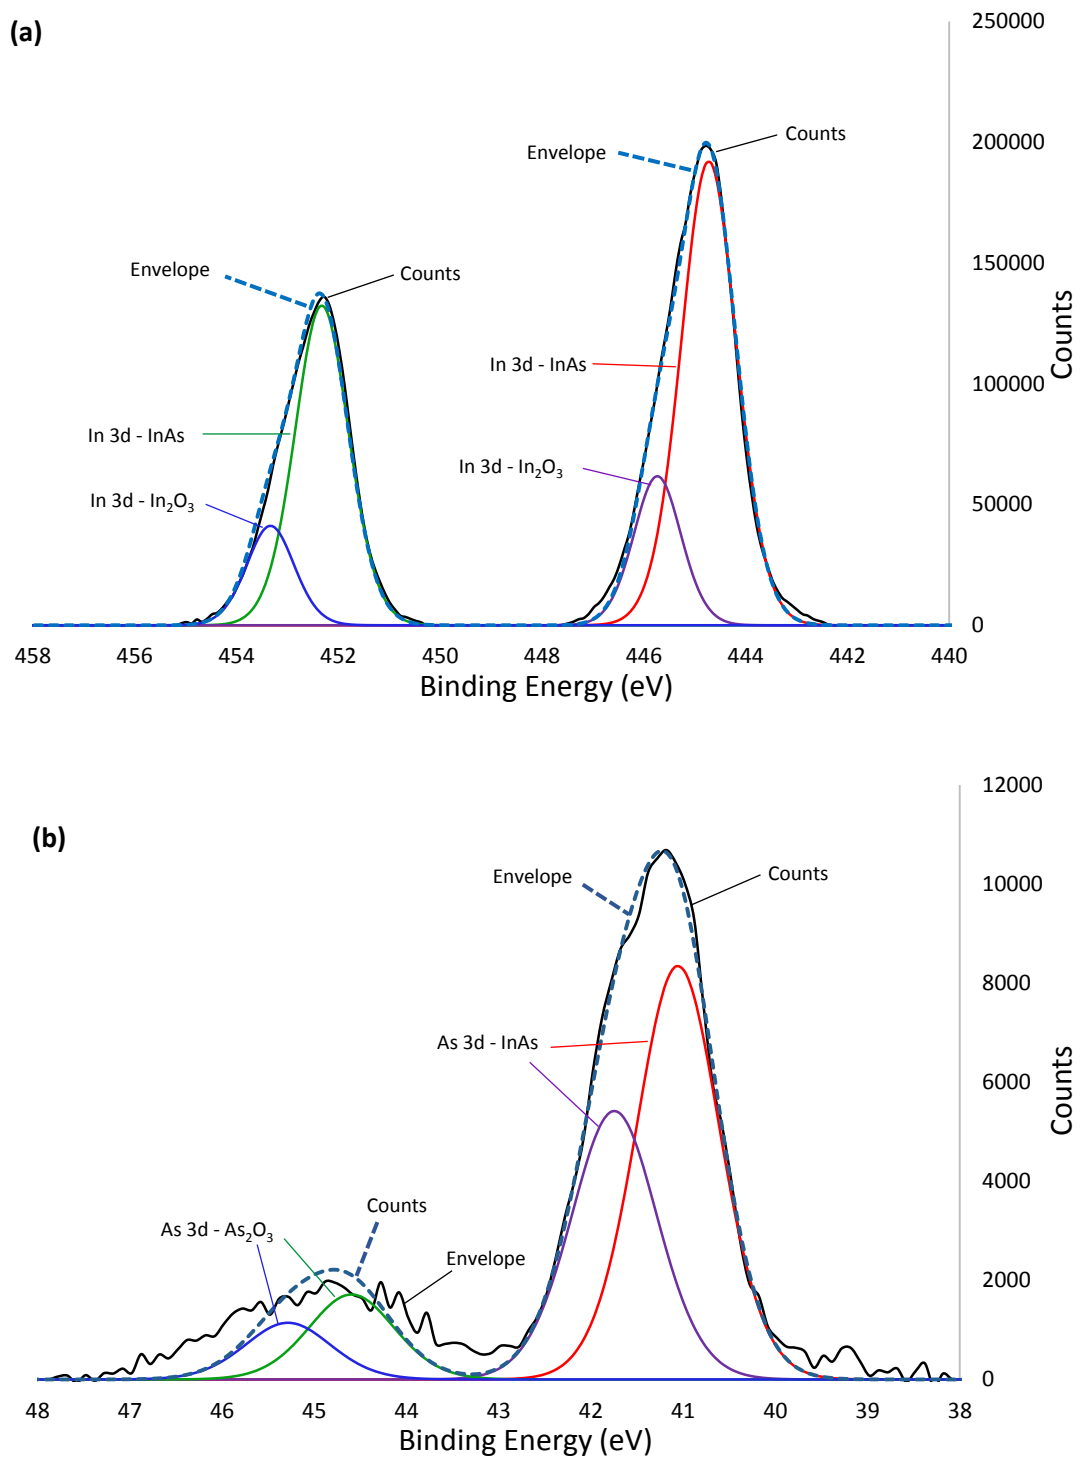 (a)
250000
200000
150000
100000
50000
0
Counts
Envelope
Counts
Envelope
Counts
In 3d - InAs
In 3d - InAs
In 3d - In₂O₃
In 3d - In₂O₃
458 456 454 452 450 448 446 444 442 440
Binding Energy (eV)
(b)
12000
10000
8000
6000
4000
2000
0
Counts
Envelope
Counts
As 3d - InAs
Counts
As 3d - As₂O₃
Envelope
48 47 46 45 44 43 42 41 40 39 38
Binding Energy (eV)